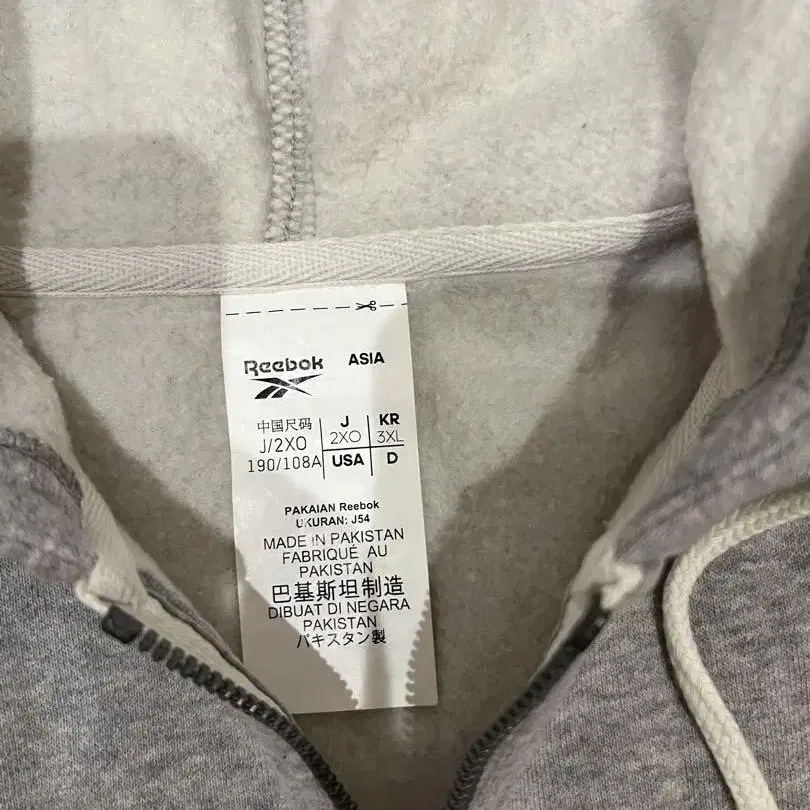 Reebok ASIA
中国尺码 J KR
J/2XO 2XO 3XL
190/108A USA D
PAKAIAN Reebok
UKURAN: J54
MADE IN PAKISTAN
FABRIQUÉ AU
PAKISTAN
巴基斯坦制造
DIBUAT DI NEGARA
PAKISTAN
パキスタン製